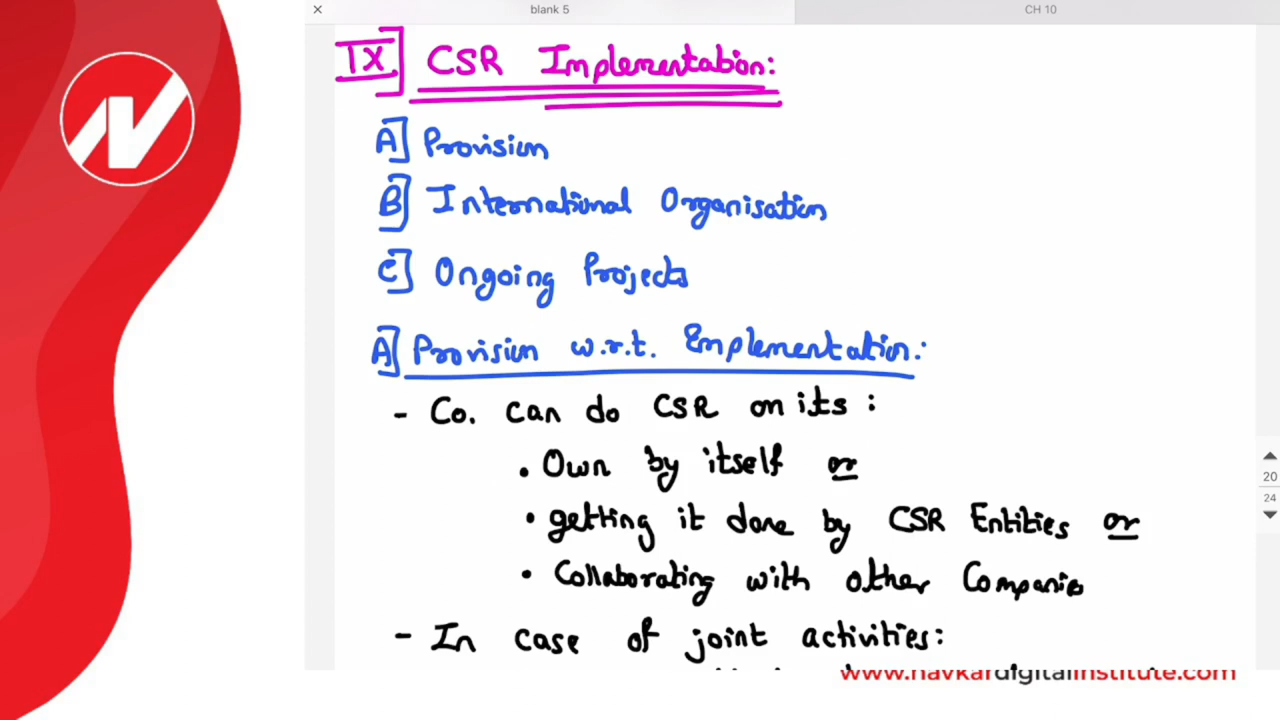 blank 5
CH 10
IX] CSR Implementation:
A] Provision
B] International Organisation
C] Ongoing Projects
A] Provision w.r.t. Implementation:
- Co. can do CSR on its:
• Own by itself or
• getting it done by CSR Entities or
• Collaborating with other Companies
- In case of joint activities:
20
24
www.navkardigitalinstitute.com